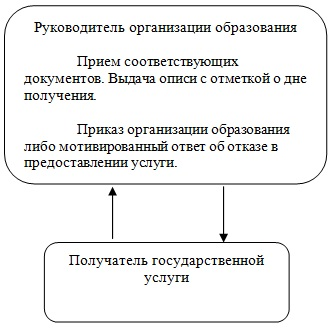 Руководитель организации образования
Прием соответствующих
документов. Выдача описи с отметкой о дне
получения.
Приказ организации образования
либо мотивированный ответ об отказе в
предоставлении услуги.
Получатель государственной
услуги